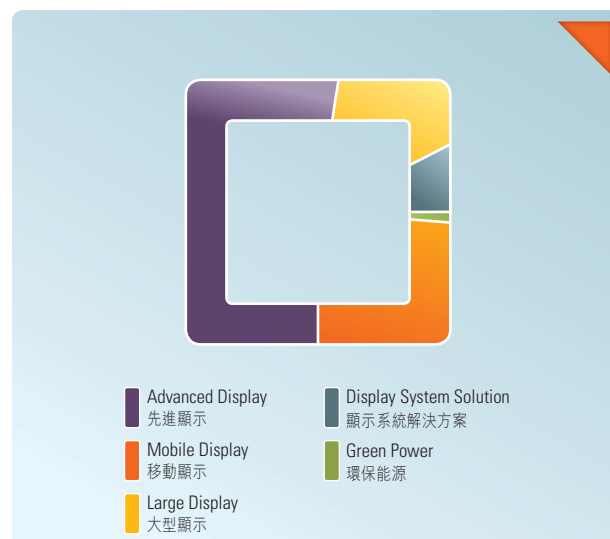 Advanced Display
先進顯示
Mobile Display
移動顯示
Large Display
大型顯示
Display System Solution
顯示系統解決方案
Green Power
環保能源